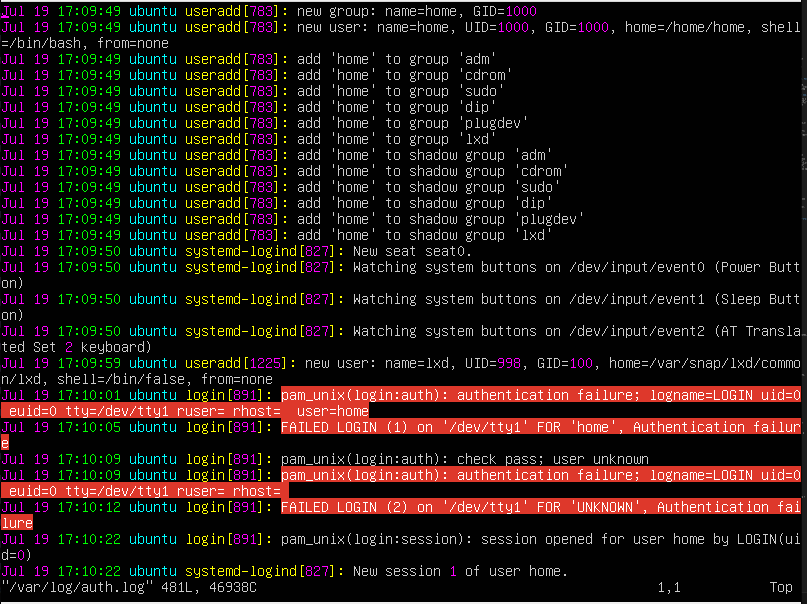 Jul 19 17:09:49 ubuntu useradd[783]: new group: name=home, GID=1000
Jul 19 17:09:49 ubuntu useradd[783]: new user: name=home, UID=1000, GID=1000, home=/home/home, shell
=/bin/bash, from=none
Jul 19 17:09:49 ubuntu useradd[783]: add 'home' to group 'adm'
Jul 19 17:09:49 ubuntu useradd[783]: add 'home' to group 'cdrom'
Jul 19 17:09:49 ubuntu useradd[783]: add 'home' to group 'sudo'
Jul 19 17:09:49 ubuntu useradd[783]: add 'home' to group 'dip'
Jul 19 17:09:49 ubuntu useradd[783]: add 'home' to group 'plugdev'
Jul 19 17:09:49 ubuntu useradd[783]: add 'home' to group 'lxd'
Jul 19 17:09:49 ubuntu useradd[783]: add 'home' to shadow group 'adm'
Jul 19 17:09:49 ubuntu useradd[783]: add 'home' to shadow group 'cdrom'
Jul 19 17:09:49 ubuntu useradd[783]: add 'home' to shadow group 'sudo'
Jul 19 17:09:49 ubuntu useradd[783]: add 'home' to shadow group 'dip'
Jul 19 17:09:49 ubuntu useradd[783]: add 'home' to shadow group 'plugdev'
Jul 19 17:09:49 ubuntu useradd[783]: add 'home' to shadow group 'lxd'
Jul 19 17:09:50 ubuntu systemd-logind[827]: New seat seat0.
Jul 19 17:09:50 ubuntu systemd-logind[827]: Watching system buttons on /dev/input/event0 (Power Butt
on)
Jul 19 17:09:50 ubuntu systemd-logind[827]: Watching system buttons on /dev/input/event1 (Sleep Butt
on)
Jul 19 17:09:50 ubuntu systemd-logind[827]: Watching system buttons on /dev/input/event2 (AT Transla
ted Set 2 keyboard)
Jul 19 17:09:59 ubuntu useradd[1225]: new user: name=lxd, UID=998, GID=100, home=/var/snap/lxd/commo
n/lxd, shell=/bin/false, from=none
Jul 19 17:10:01 ubuntu login[891]: pam_unix(login:auth): authentication failure; logname=LOGIN uid=0
 euid=0 tty=/dev/tty1 ruser= rhost=  user=home
Jul 19 17:10:05 ubuntu login[891]: FAILED LOGIN (1) on '/dev/tty1' FOR 'home', Authentication failur
e
Jul 19 17:10:09 ubuntu login[891]: pam_unix(login:auth): check pass; user unknown
Jul 19 17:10:09 ubuntu login[891]: pam_unix(login:auth): authentication failure; logname=LOGIN uid=0
 euid=0 tty=/dev/tty1 ruser= rhost=
Jul 19 17:10:12 ubuntu login[891]: FAILED LOGIN (2) on '/dev/tty1' FOR 'UNKNOWN', Authentication fai
lure
Jul 19 17:10:22 ubuntu login[891]: pam_unix(login:session): session opened for user home by LOGIN(ui
d=0)
Jul 19 17:10:22 ubuntu systemd-logind[827]: New session 1 of user home.
"/var/log/auth.log" 481L, 46938C 1,1 Top